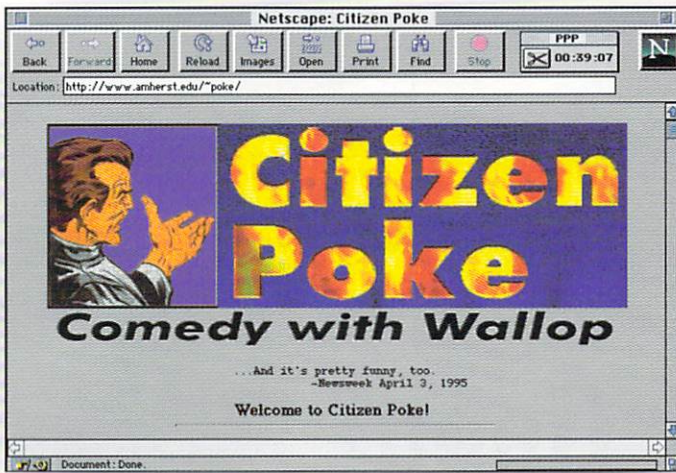 Netscape: Citizen Poke
Back Forward Home Reload Images Open Print Find Stop
PPP
00:39:07
N
Location: http://www.amherst.edu/~poke/
Citizen
Poke
Comedy with Wallop
...And it's pretty funny, too.
~Newsweek April 3, 1995
Welcome to Citizen Poke!
Document: Done.